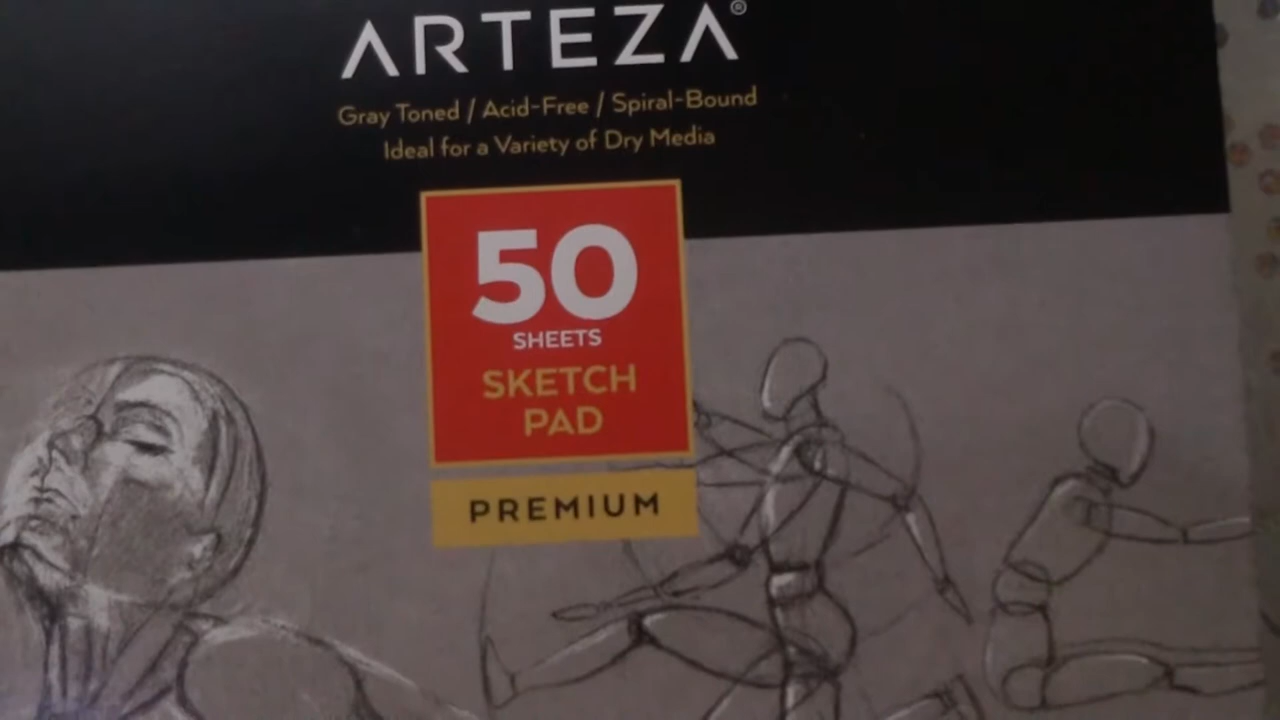 ARTEZA®
Gray Toned / Acid-Free / Spiral-Bound
Ideal for a Variety of Dry Media
50
SHEETS
SKETCH
PAD
PREMIUM